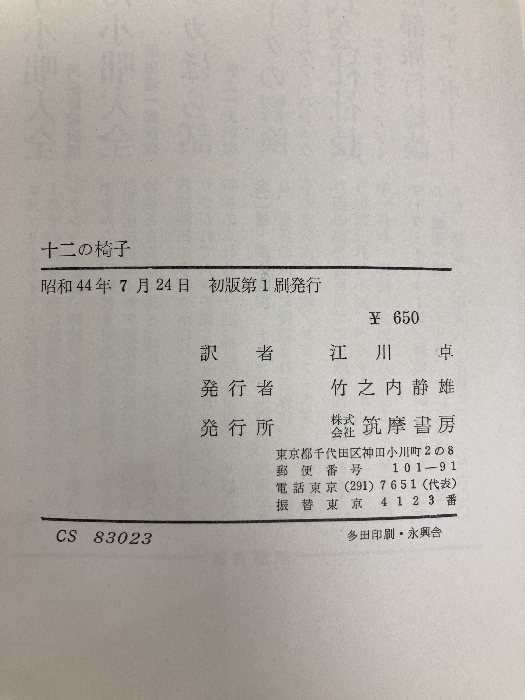 十二の椅子
昭和44年7月24日 初版第1刷発行
¥ 650
訳者 江川卓
発行者 竹之内静雄
発行所 株式会社 筑摩書房
東京都千代田区神田小川町2の8
郵便番号 101—91
電話東京(291)7651(代表)
振替東京 4123番
CS 83023
多田印刷・永興舎